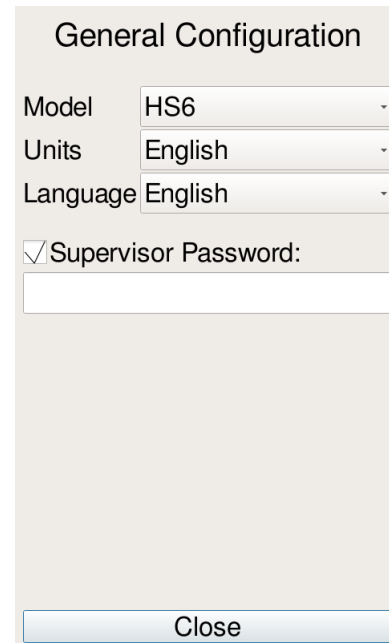 General Configuration
Model HS6
Units English
Language English
Supervisor Password:
Close